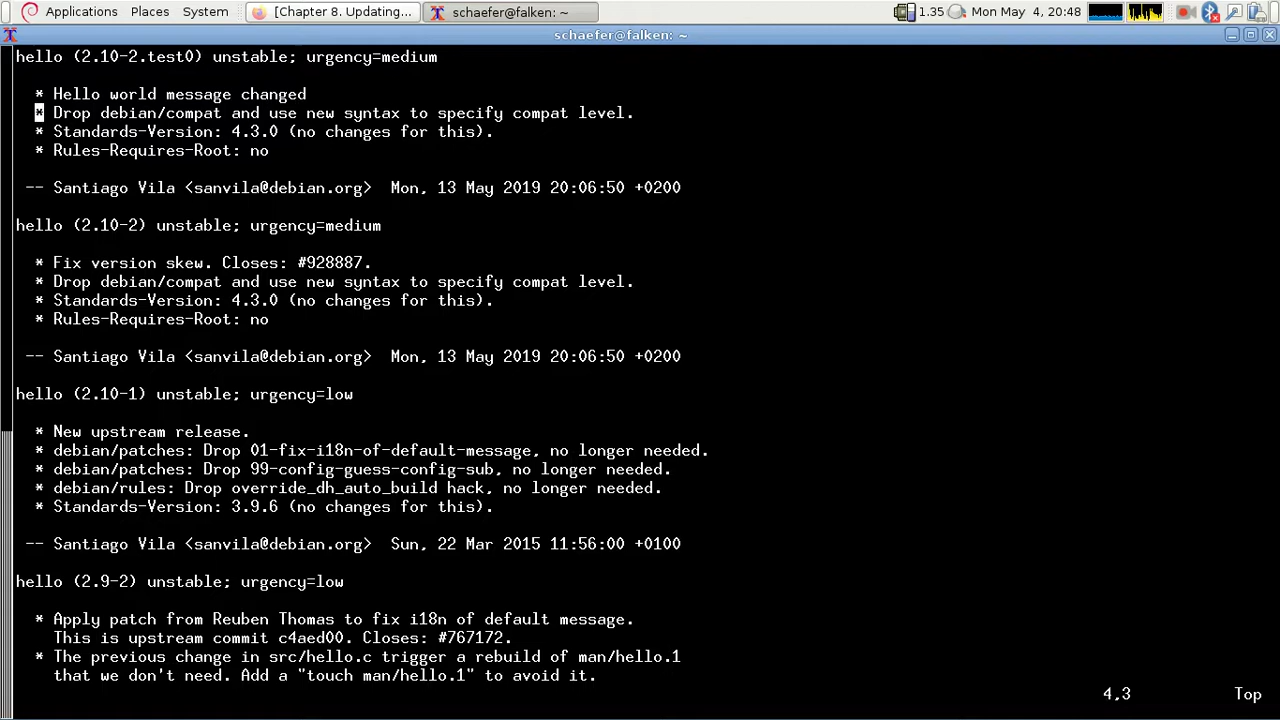 Applications Places System [Chapter 8. Updating... schaefer@falken: ~ 1.35 Mon May 4, 20:48
schaefer@falken: ~
hello (2.10-2.test0) unstable; urgency=medium
* Hello world message changed
* Drop debian/compat and use new syntax to specify compat level.
* Standards-Version: 4.3.0 (no changes for this).
* Rules-Requires-Root: no
-- Santiago Vila <sanvila@debian.org>  Mon, 13 May 2019 20:06:50 +0200
hello (2.10-2) unstable; urgency=medium
* Fix version skew. Closes: #928887.
* Drop debian/compat and use new syntax to specify compat level.
* Standards-Version: 4.3.0 (no changes for this).
* Rules-Requires-Root: no
-- Santiago Vila <sanvila@debian.org>  Mon, 13 May 2019 20:06:50 +0200
hello (2.10-1) unstable; urgency=low
* New upstream release.
* debian/patches: Drop 01-fix-i18n-of-default-message, no longer needed.
* debian/patches: Drop 99-config-guess-config-sub, no longer needed.
* debian/rules: Drop override_dh_auto_build hack, no longer needed.
* Standards-Version: 3.9.6 (no changes for this).
-- Santiago Vila <sanvila@debian.org>  Sun, 22 Mar 2015 11:56:00 +0100
hello (2.9-2) unstable; urgency=low
* Apply patch from Reuben Thomas to fix i18n of default message.
This is upstream commit c4aed00. Closes: #767172.
* The previous change in src/hello.c trigger a rebuild of man/hello.1
that we don't need. Add a "touch man/hello.1" to avoid it.
4,3 Top